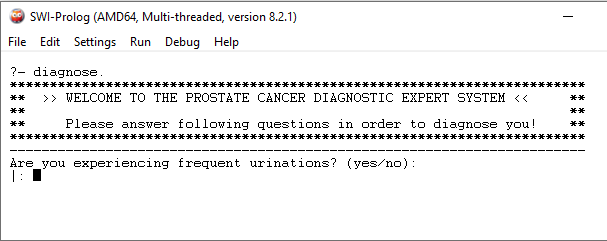 SWI-Prolog (AMD64, Multi-threaded, version 8.2.1)
File Edit Settings Run Debug Help
?- diagnose.
****************************************************************************
** >> WELCOME TO THE PROSTATE CANCER DIAGNOSTIC EXPERT SYSTEM << **
** **
** Please answer following questions in order to diagnose you! **
****************************************************************************
----------------------------------------------------------------------------
Are you experiencing frequent urinations? (yes/no):
|: